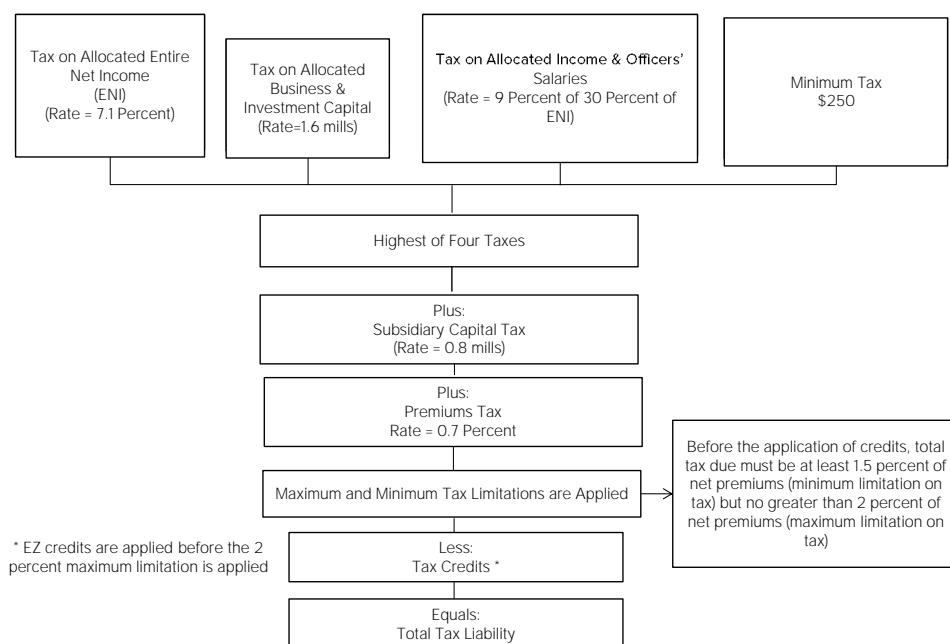 Tax on Allocated Entire
Net Income
(ENI)
(Rate = 7.1 Percent)
Tax on Allocated
Business &
Investment Capital
(Rate=1.6 mills)
Tax on Allocated Income & Officers'
Salaries
(Rate = 9 Percent of 30 Percent of
ENI)
Minimum Tax
$250
Highest of Four Taxes
Plus:
Subsidiary Capital Tax
(Rate = 0.8 mills)
Plus:
Premiums Tax
Rate = 0.7 Percent
Maximum and Minimum Tax Limitations are Applied
Before the application of credits, total
tax due must be at least 1.5 percent of
net premiums (minimum limitation on
tax) but no greater than 2 percent of
net premiums (maximum limitation on
tax)
* EZ credits are applied before the 2
percent maximum limitation is applied
Less:
Tax Credits *
Equals:
Total Tax Liability